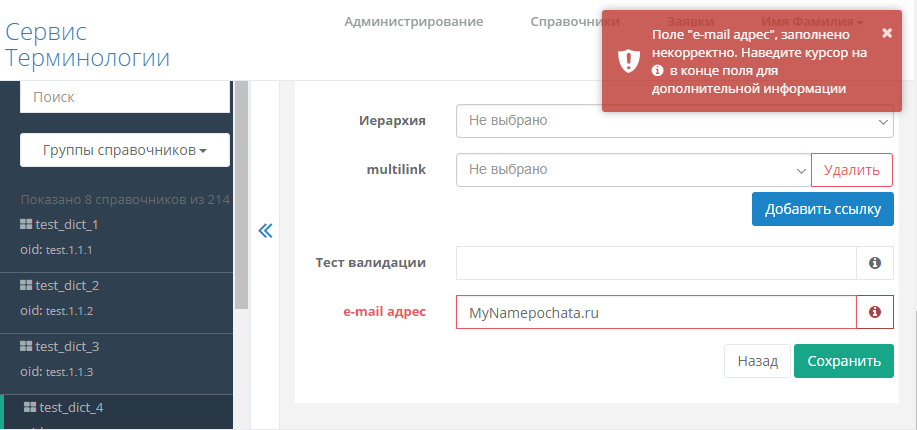 Сервис
Терминологии
Администрирование
Справочники
Заявки
Имя Фамилия
Поле "e-mail адрес", заполнено
некорректно. Наведите курсор на
в конце поля для
дополнительной информации
Поиск
Группы справочников
Показано 8 справочников из 214
test_dict_1
oid: test.1.1.1
test_dict_2
oid: test.1.1.2
test_dict_3
oid: test.1.1.3
test_dict_4
Иерархия
Не выбрано
multilink
Не выбрано
Удалить
Добавить ссылку
Тест валидации
e-mail адрес
MyNamepochata.ru
Назад
Сохранить